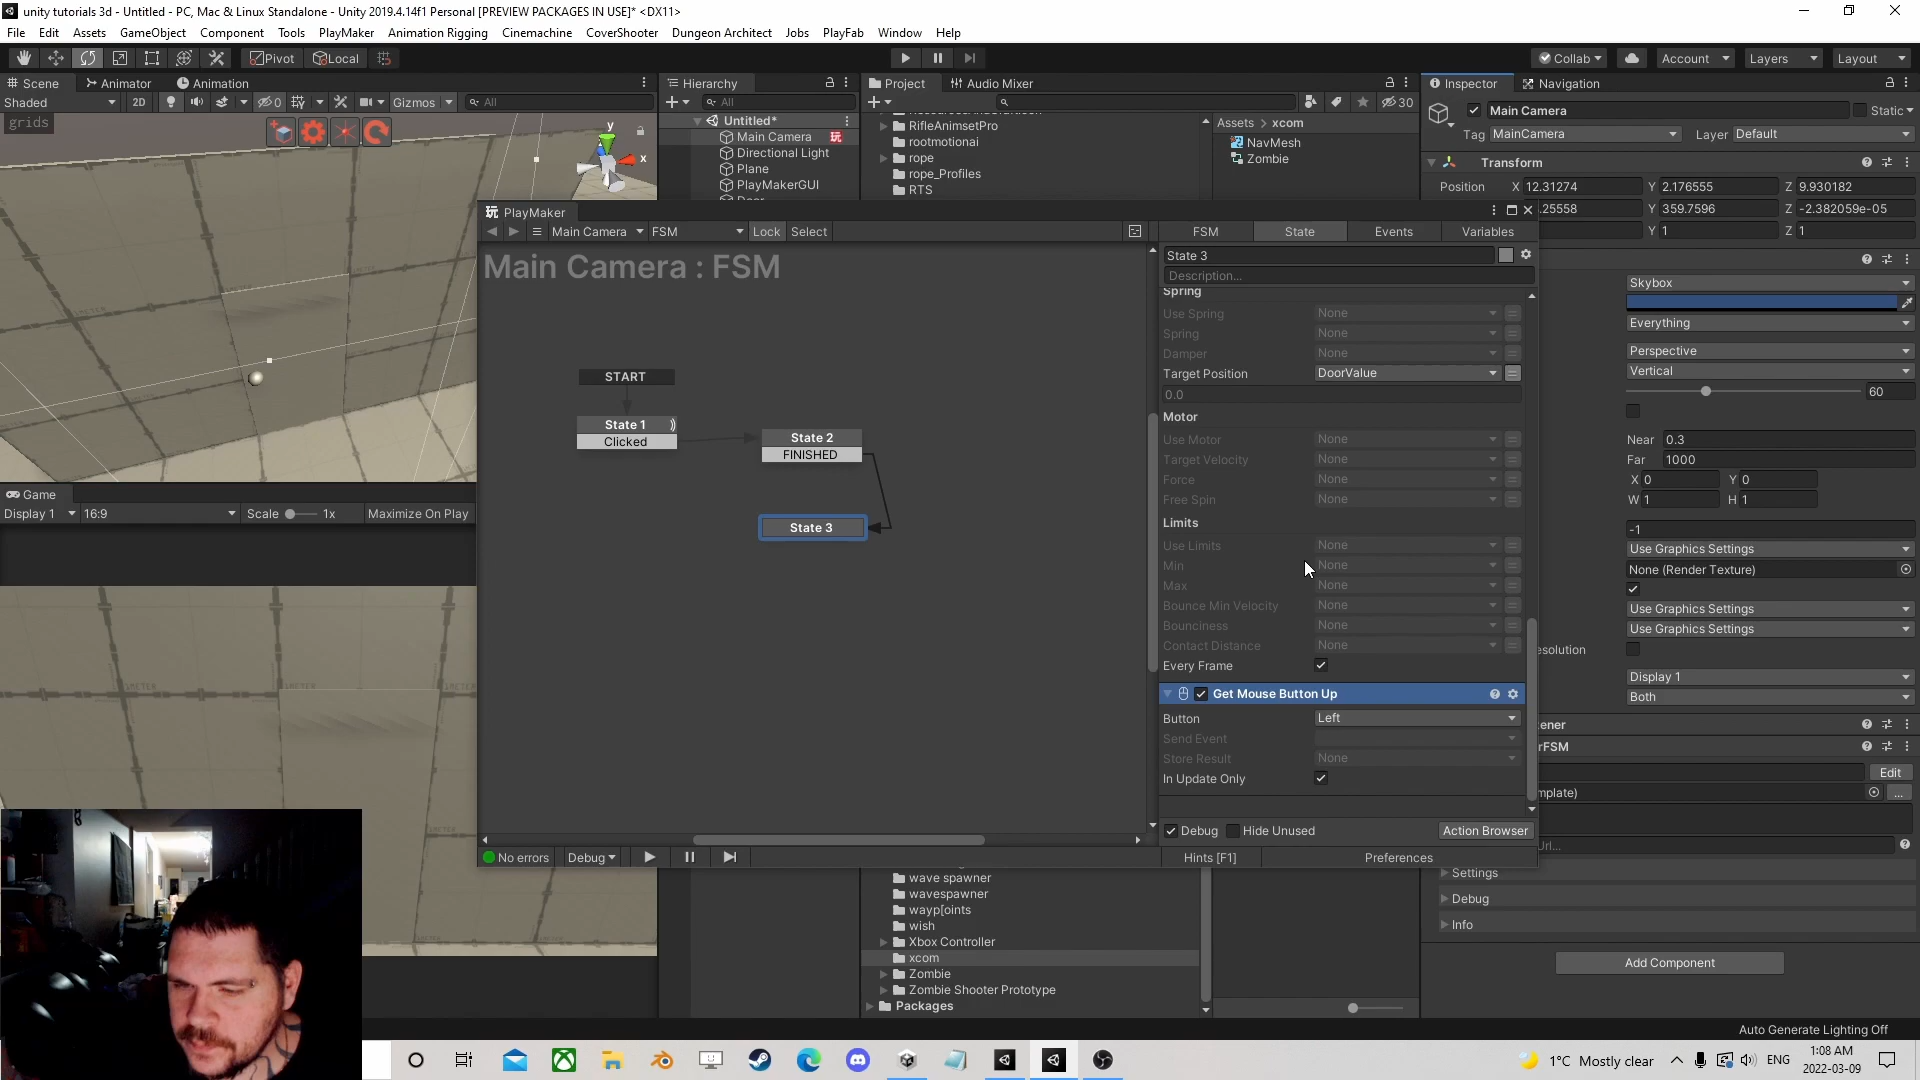 unity tutorials 3d - Untitled - PC, Mac & Linux Standalone - Unity 2019.4.14f1 Personal [PREVIEW PACKAGES IN USE]* <DX11>
File Edit Assets GameObject Component Tools PlayMaker Animation Rigging Cinemachine CoverShooter Dungeon Architect Jobs PlayFab Window Help
Pivot Local Collab Account Layers Layout
Scene Animator Animation Hierarchy Project Audio Mixer Inspector Navigation
Shaded 2D 0 Gizmos All All 30 Main Camera Static
grids
Untitled*
Main Camera
Directional Light
Plane
PlayMakerGUI
RifleAnimsetPro
rootmotionai
rope
rope_Profiles
RTS
Assets > xcom
NavMesh
Zombie
Tag MainCamera Layer Default
Transform
Position X 12.31274 Y 2.176555 Z 9.930182
.25558 Y 359.7596 Z -2.382059e-05
Y 1 Z 1
y
x
PlayMaker
Main Camera FSM Lock Select FSM State Events Variables
Main Camera : FSM
State 3
Description...
Spring
Use Spring None
Spring None
Damper None
Target Position DoorValue
0.0
Motor
Use Motor None
Target Velocity None
Force None
Free Spin None
Limits
Use Limits None
Min None
Max None
Bounce Min Velocity None
Bounciness None
Contact Distance None
Every Frame
Get Mouse Button Up
Button Left
Send Event
Store Result None
In Update Only
Debug Hide Unused Action Browser
START
State 1
Clicked
State 2
FINISHED
State 3
No errors Debug Hints [F1] Preferences
Skybox
Everything
Perspective
Vertical
60
Near 0.3
Far 1000
X 0 Y 0
W 1 H 1
-1
Use Graphics Settings
None (Render Texture)
Use Graphics Settings
Use Graphics Settings
esolution
Display 1
Both
ener
rFSM
Edit
mplate) ...
Url...
Settings
Debug
Info
Add Component
Game
Display 1 16:9 Scale 1x Maximize On Play
wave spawner
wavespawner
wayp[oints
wish
Xbox Controller
xcom
Zombie
Zombie Shooter Prototype
Packages
Auto Generate Lighting Off
1°C Mostly clear ENG 1:08 AM
2022-03-09